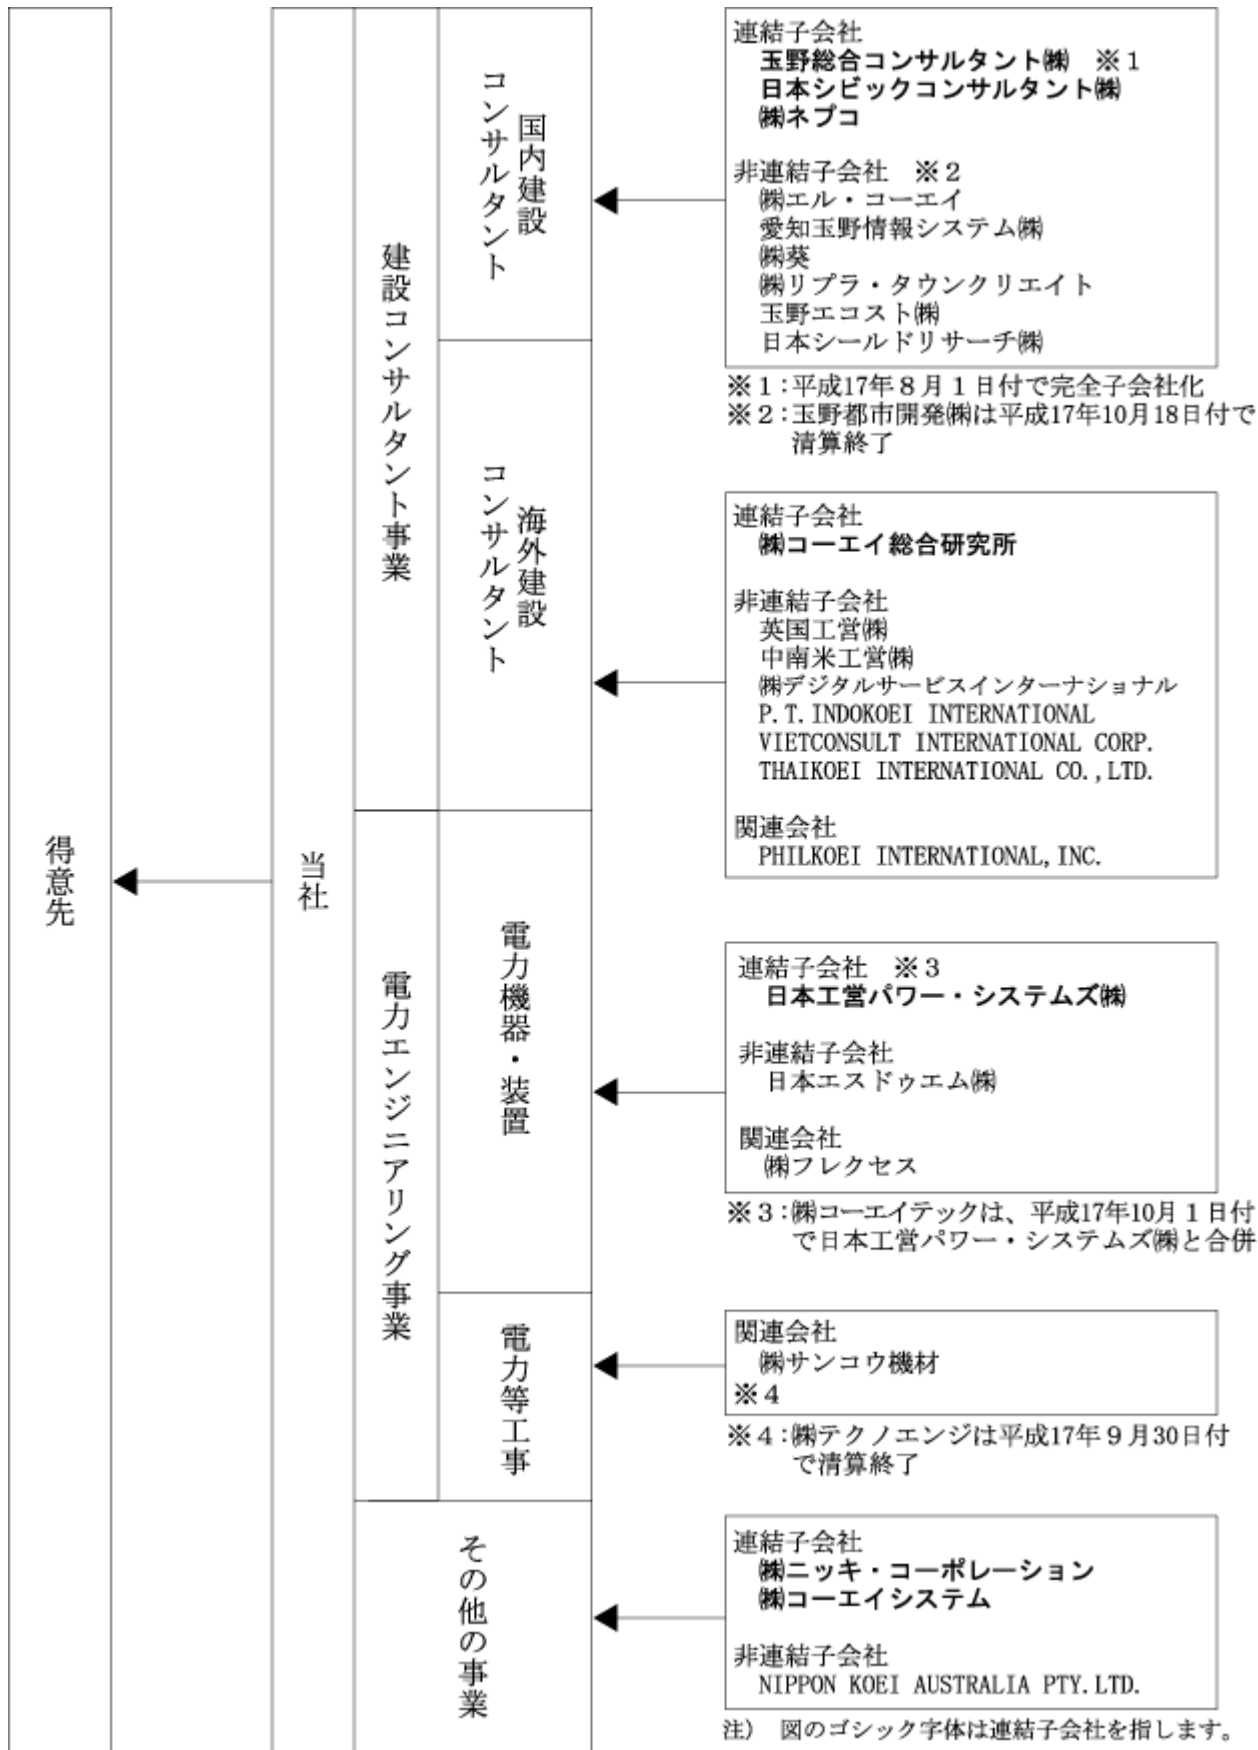 得意先
当社
建設コンサルタント事業
国内建設
コンサルタント
連結子会社
玉野総合コンサルタント㈱ ※１
日本シビックコンサルタント㈱
㈱ネプコ
非連結子会社 ※２
㈱エル・コーエイ
愛知玉野情報システム㈱
㈱葵
㈱リプラ・タウンクリエイト
玉野エコスト㈱
日本シールドリサーチ㈱
※１：平成17年８月１日付で完全子会社化
※２：玉野都市開発㈱は平成17年10月18日付で
清算終了
海外建設
コンサルタント
連結子会社
㈱コーエイ総合研究所
非連結子会社
英国工営㈱
中南米工営㈱
㈱デジタルサービスインターナショナル
P.T.INDOKOEI INTERNATIONAL
VIETCONSULT INTERNATIONAL CORP.
THAIKOEI INTERNATIONAL CO.,LTD.
関連会社
PHILKOEI INTERNATIONAL,INC.
電力エンジニアリング事業
電力機器・装置
連結子会社 ※３
日本工営パワー・システムズ㈱
非連結子会社
日本エスドゥエム㈱
関連会社
㈱フレクセス
※３：㈱コーエイテックは、平成17年10月１日付
で日本工営パワー・システムズ㈱と合併
電力等工事
関連会社
㈱サンコウ機材
※４
※４：㈱テクノエンジは平成17年９月30日付
で清算終了
その他の事業
連結子会社
㈱ニッキ・コーポレーション
㈱コーエイシステム
非連結子会社
NIPPON KOEI AUSTRALIA PTY.LTD.
注） 図のゴシック字体は連結子会社を指します。